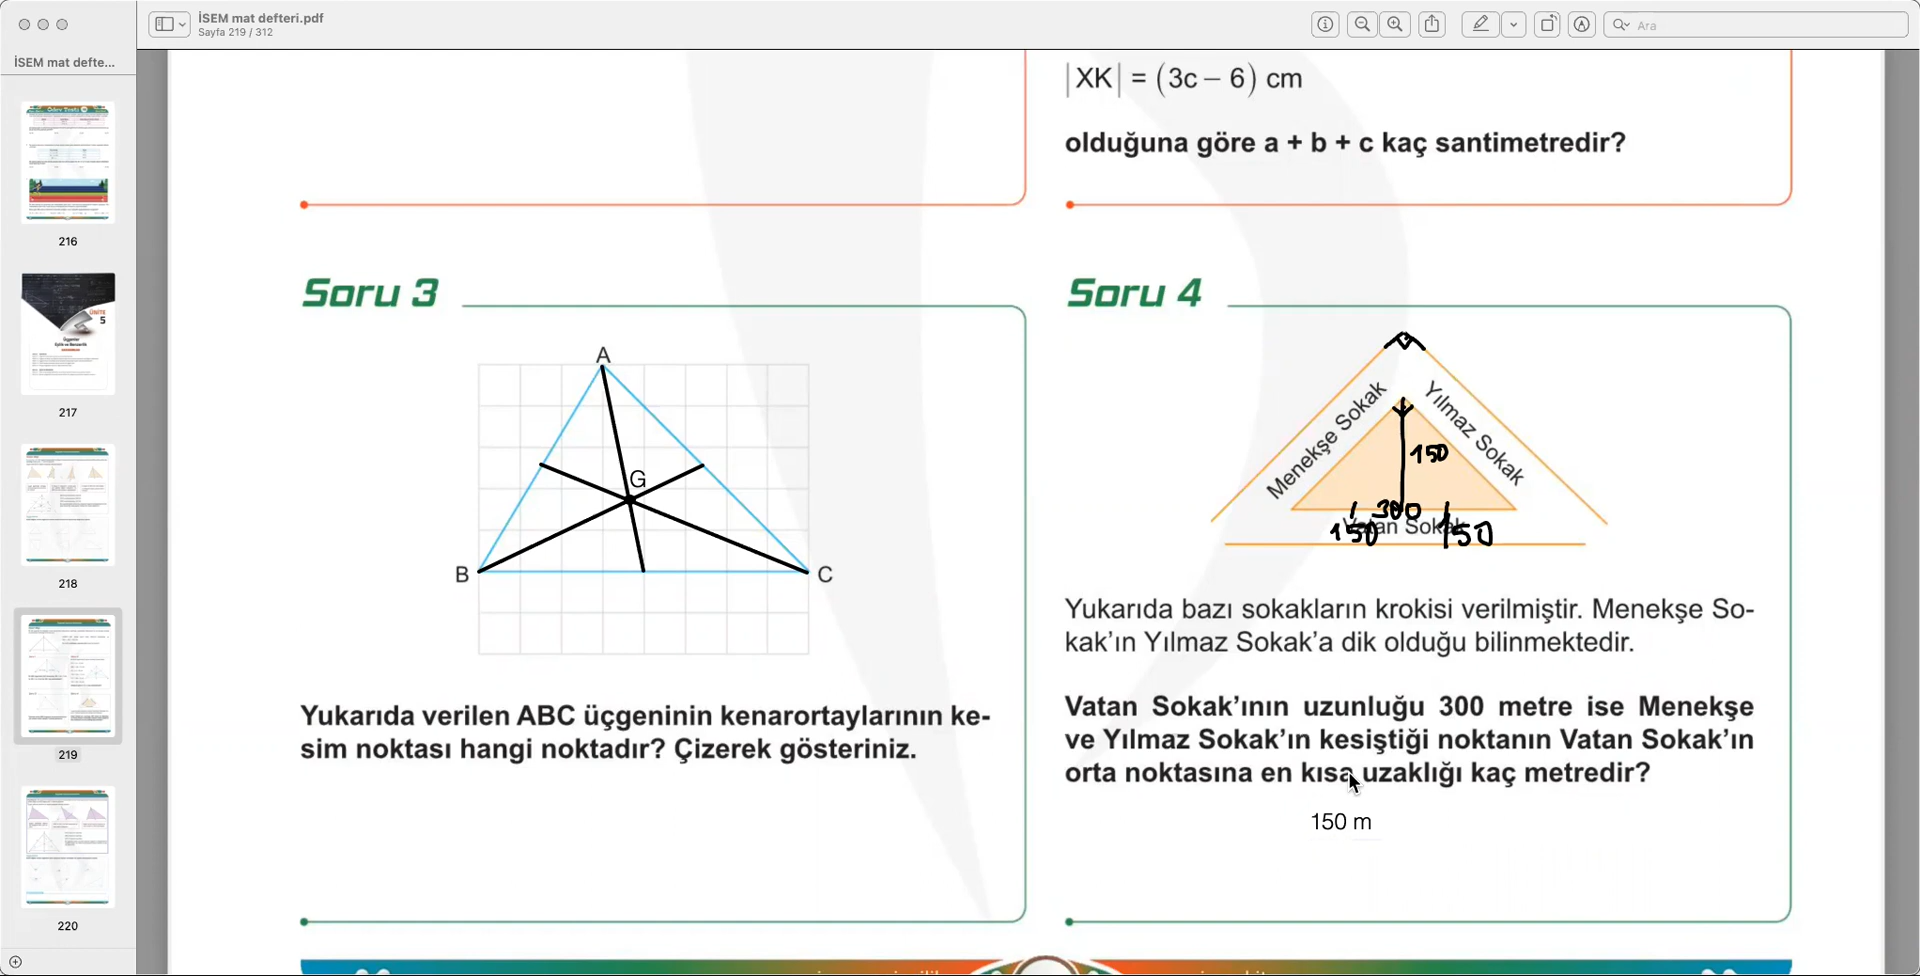 İSEM mat defteri.pdf
Sayfa 219 / 312
Ara
İSEM mat defte...
216
ÜNİTE
5
217
218
219
220
|XK| = (3c – 6) cm
olduğuna göre a + b + c kaç santimetredir?
Soru 3
A
G
B
C
Yukarıda verilen ABC üçgeninin kenarortaylarının ke-
sim noktası hangi noktadır? Çizerek gösteriniz.
Soru 4
Menekşe Sokak
Yılmaz Sokak
150
300
Vatan Sokak
150
150
Yukarıda bazı sokakların krokisi verilmiştir. Menekşe So-
kak’ın Yılmaz Sokak’a dik olduğu bilinmektedir.
Vatan Sokak’ının uzunluğu 300 metre ise Menekşe
ve Yılmaz Sokak’ın kesiştiği noktanın Vatan Sokak’ın
orta noktasına en kısa uzaklığı kaç metredir?
150 m